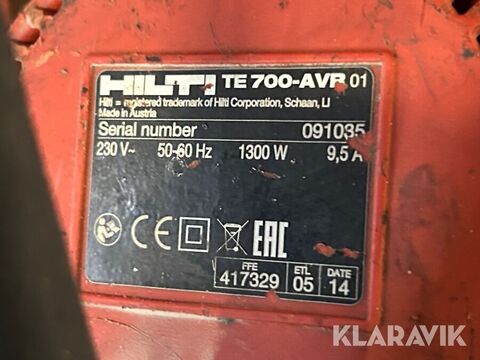 HILTI TE 700-AVR 01
Hilti = registered trademark of Hilti Corporation, Schaan, LI
Made in Austria
Serial number 091035
230 V~ 50-60 Hz 1300 W 9,5 A
CE EAC
FFE ETL DATE
417329 05 14
KLARAVIK